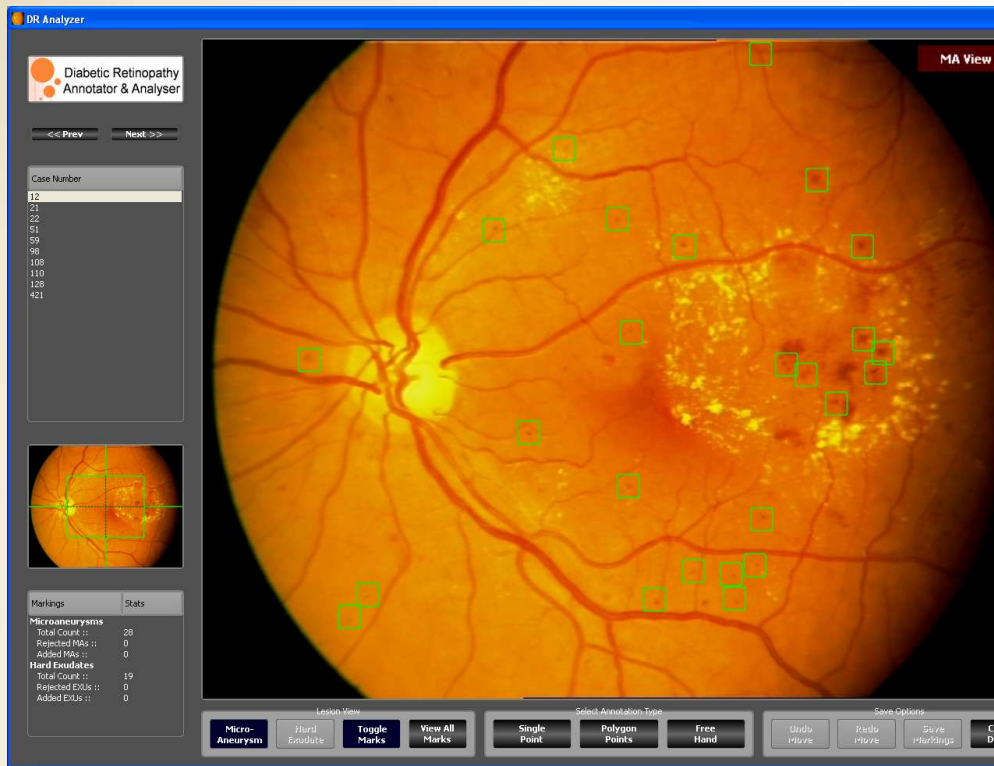 DR Analyzer
Diabetic Retinopathy
Annotator & Analyser
<< Prev
Next >>
Case Number
12
21
22
51
59
98
108
110
128
421
Markings
Stats
Microaneurysms
Total Count :: 28
Rejected MAs :: 0
Added MAs :: 0
Hard Exudates
Total Count :: 19
Rejected EXUs :: 0
Added EXUs :: 0
MA View
Lesion View
Micro-
Aneurysm
Hard
Exudate
Toggle
Marks
View All
Marks
Select Annotation Type
Single
Point
Polygon
Points
Free
Hand
Save Options
Undo
Move
Redo
Move
Save
Markings
C
D